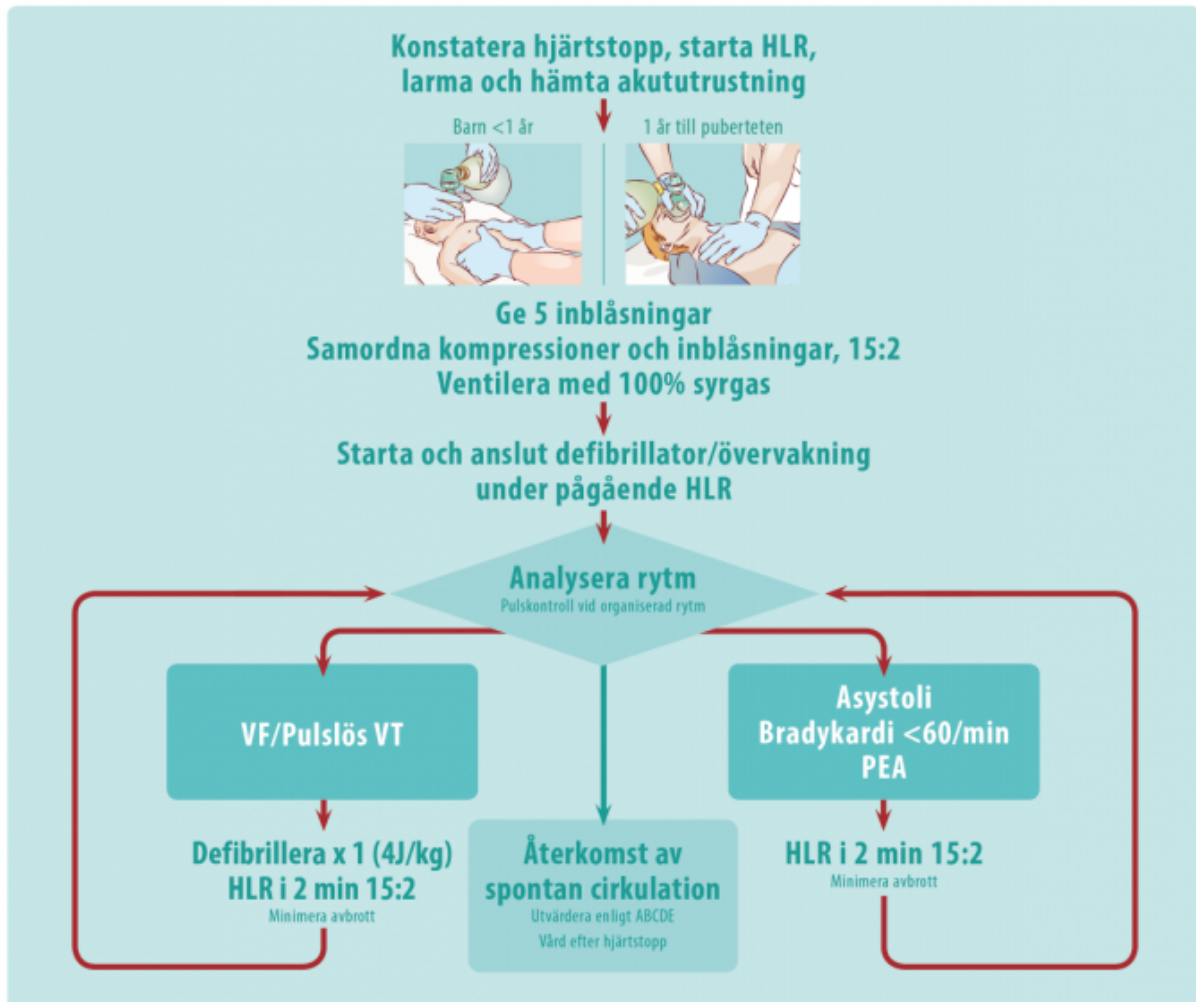 Konstatera hjärtstopp, starta HLR,
larma och hämta akututrustning
Barn <1 år
1 år till puberteten
Ge 5 inblåsningar
Samordna kompressioner och inblåsningar, 15:2
Ventilera med 100% syrgas
Starta och anslut defibrillator/övervakning
under pågående HLR
Analysera rytm
Pulskontroll vid organiserad rytm
VF/Pulslös VT
Defibrillera x 1 (4J/kg)
HLR i 2 min 15:2
Minimera avbrott
Återkomst av
spontan cirkulation
Utvärdera enligt ABCDE
Vård efter hjärtstopp
Asystoli
Bradykardi <60/min
PEA
HLR i 2 min 15:2
Minimera avbrott